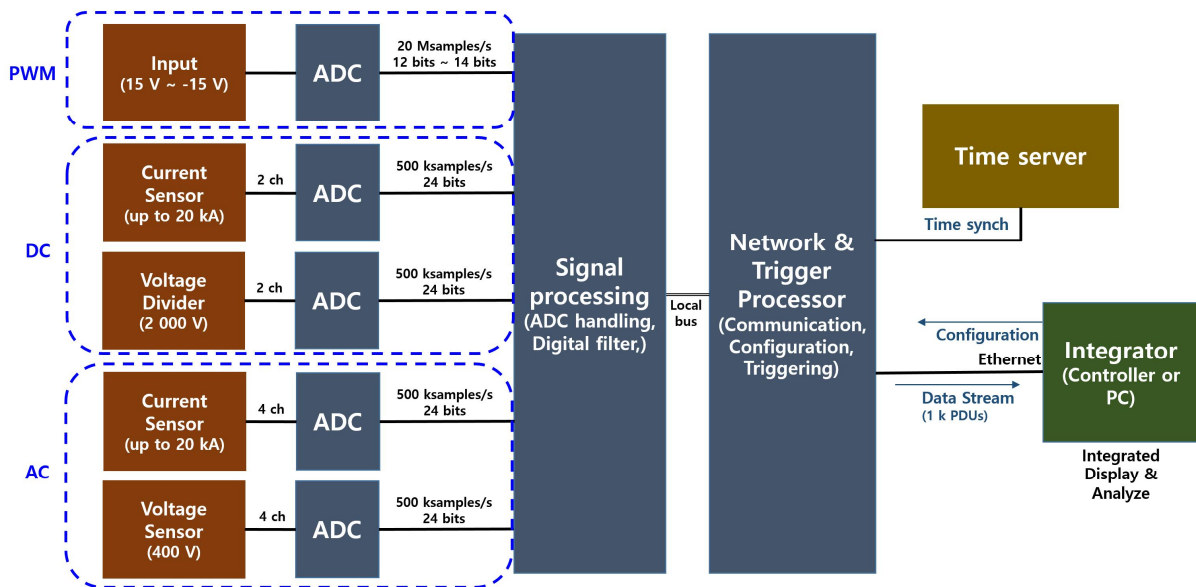 PWM
Input
(15 V ~ -15 V)
ADC
20 Msamples/s
12 bits ~ 14 bits
DC
Current
Sensor
(up to 20 kA)
2 ch
ADC
500 ksamples/s
24 bits
Voltage
Divider
(2 000 V)
2 ch
ADC
500 ksamples/s
24 bits
AC
Current
Sensor
(up to 20 kA)
4 ch
ADC
500 ksamples/s
24 bits
Voltage
Sensor
(400 V)
4 ch
ADC
500 ksamples/s
24 bits
Signal
processing
(ADC handling,
Digital filter,)
Local
bus
Network &
Trigger
Processor
(Communication,
Configuration,
Triggering)
Time server
Time synch
Configuration
Ethernet
Data Stream
(1 k PDUs)
Integrator
(Controller or
PC)
Integrated
Display &
Analyze